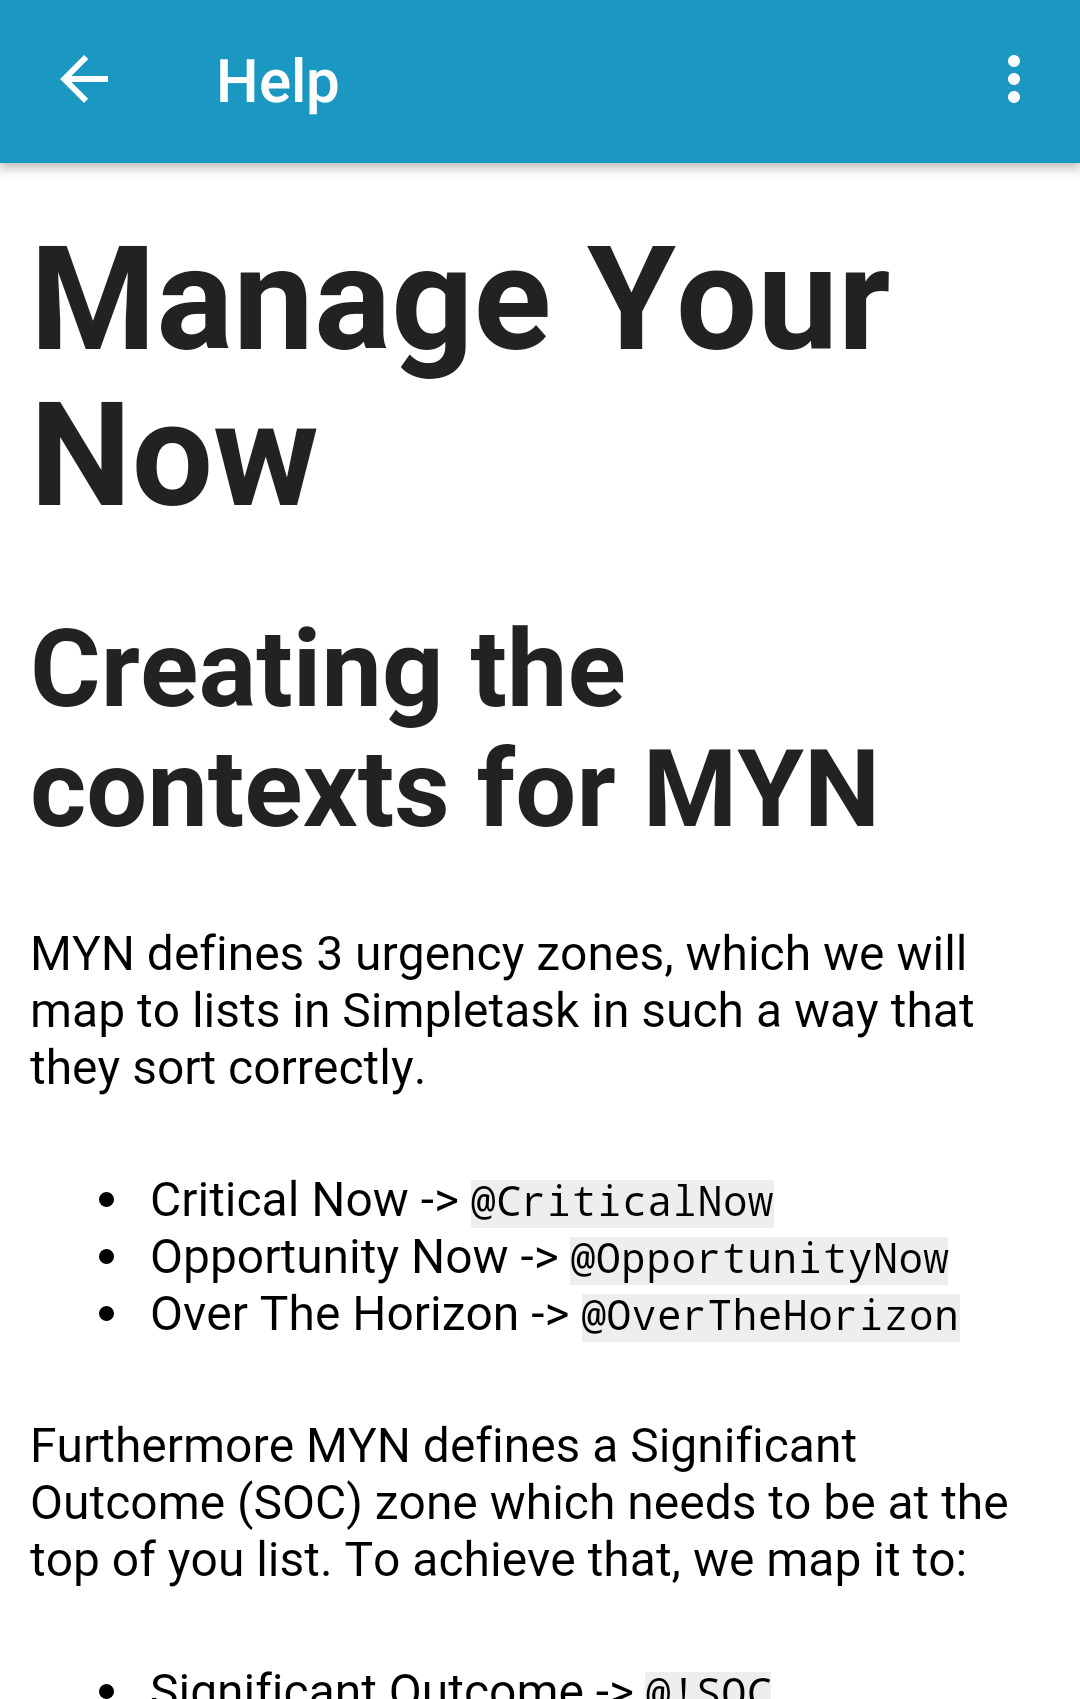 Help
Manage Your
Now
Creating the
contexts for MYN
MYN defines 3 urgency zones, which we will
map to lists in Simpletask in such a way that
they sort correctly.
Critical Now -> @CriticalNow
Opportunity Now -> @OpportunityNow
Over The Horizon -> @OverTheHorizon
Furthermore MYN defines a Significant
Outcome (SOC) zone which needs to be at the
top of you list. To achieve that, we map it to:
Significant Outcome -> @!SOC